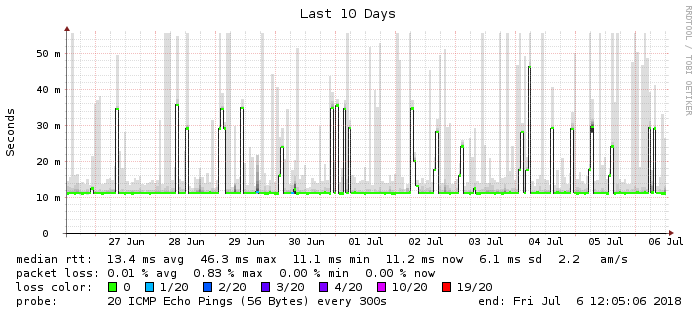 Last 10 Days
RRDTOOL / TOBI OETIKER
Seconds
50 m
40 m
30 m
20 m
10 m
0
27 Jun 28 Jun 29 Jun 30 Jun 01 Jul 02 Jul 03 Jul 04 Jul 05 Jul 06 Jul
median rtt: 13.4 ms avg 46.3 ms max 11.1 ms min 11.2 ms now 6.1 ms sd 2.2 am/s
packet loss: 0.01 % avg 0.83 % max 0.00 % min 0.00 % now
loss color: 0 1/20 2/20 3/20 4/20 10/20 19/20
probe: 20 ICMP Echo Pings (56 Bytes) every 300s end: Fri Jul 6 12:05:06 2018